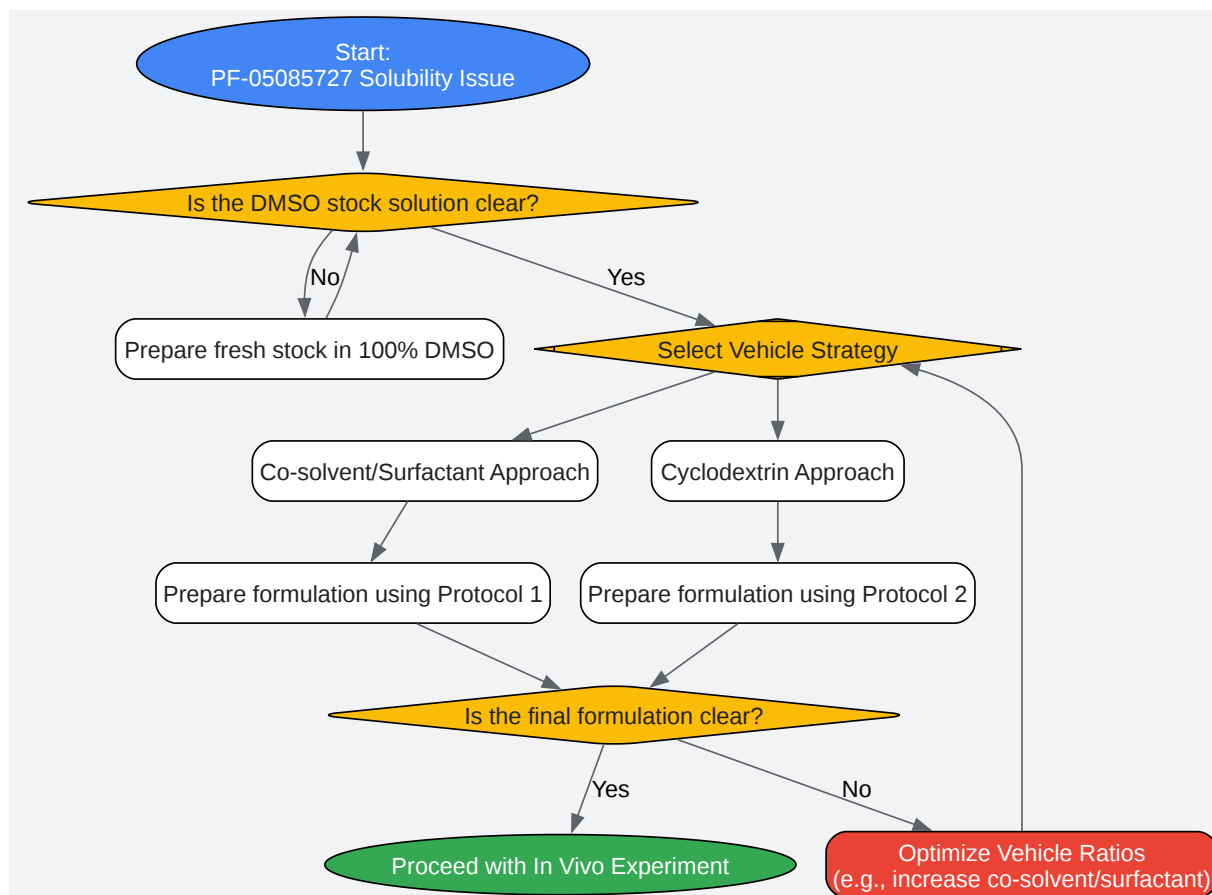 Start:
PF-05085727 Solubility Issue
Is the DMSO stock solution clear?
No
Yes
Prepare fresh stock in 100% DMSO
Select Vehicle Strategy
Co-solvent/Surfactant Approach
Cyclodextrin Approach
Prepare formulation using Protocol 1
Prepare formulation using Protocol 2
Is the final formulation clear?
Yes
No
Proceed with In Vivo Experiment
Optimize Vehicle Ratios
(e.g., increase co-solvent/surfactant)